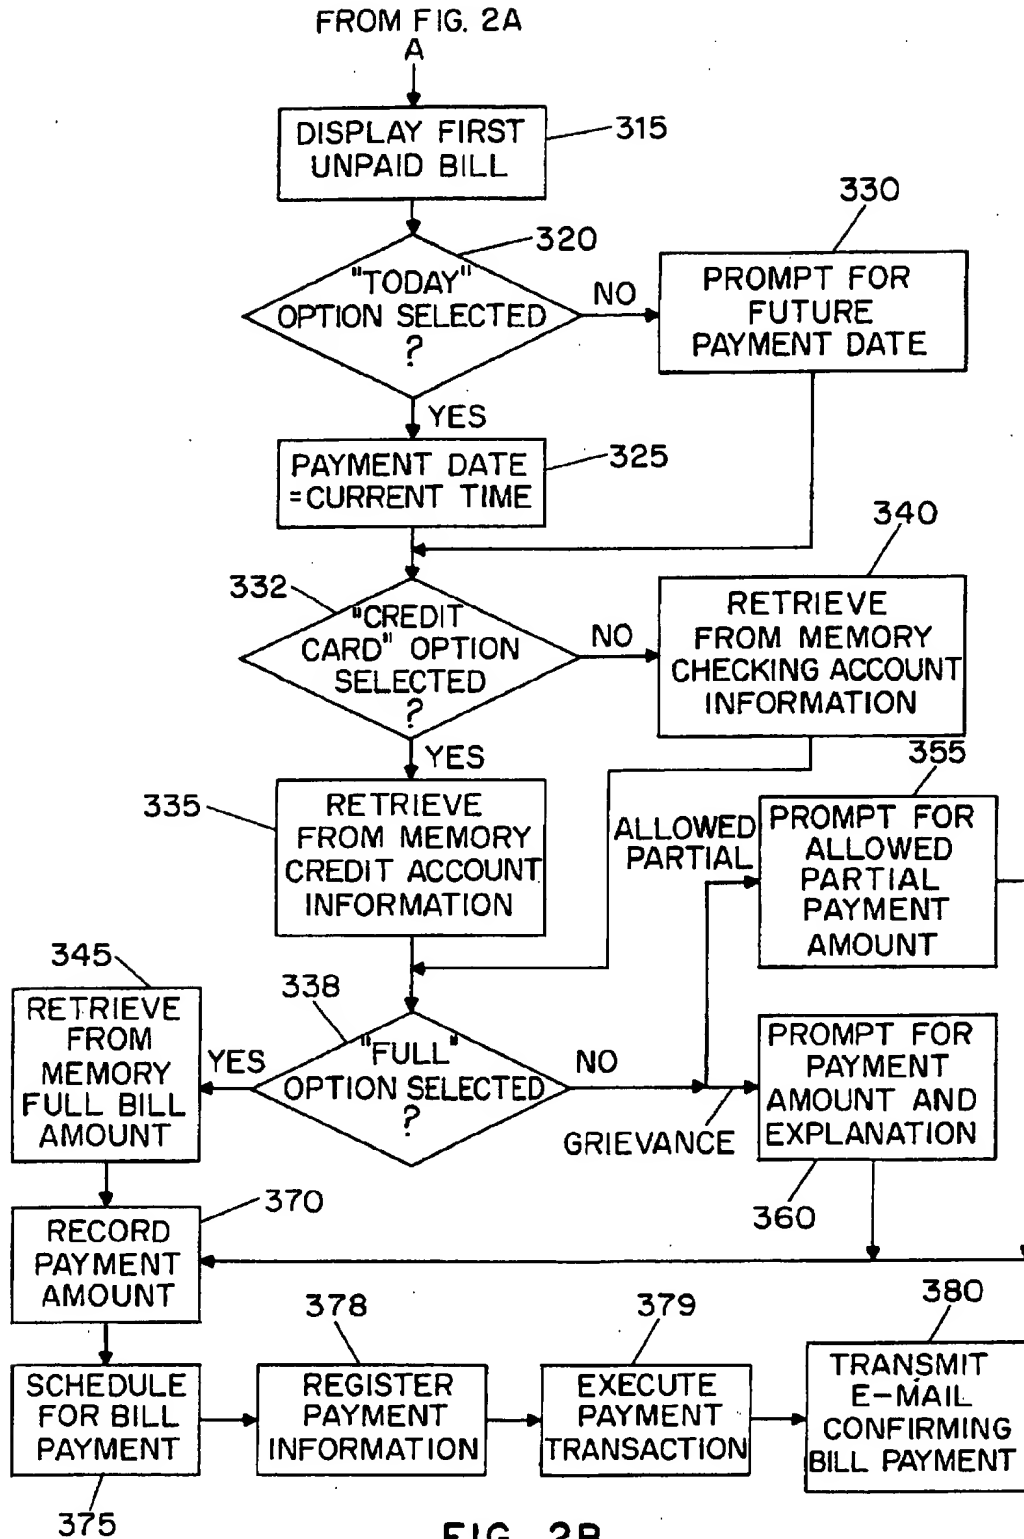 FROM FIG. 2A
A
DISPLAY FIRST
UNPAID BILL
315
320
"TODAY"
OPTION SELECTED
?
NO
330
PROMPT FOR
FUTURE
PAYMENT DATE
YES
PAYMENT DATE
=CURRENT TIME
325
332
"CREDIT
CARD" OPTION
SELECTED
?
NO
340
RETRIEVE
FROM MEMORY
CHECKING ACCOUNT
INFORMATION
YES
335
RETRIEVE
FROM MEMORY
CREDIT ACCOUNT
INFORMATION
ALLOWED
PARTIAL
355
PROMPT FOR
ALLOWED
PARTIAL
PAYMENT
AMOUNT
345
RETRIEVE
FROM
MEMORY
FULL BILL
AMOUNT
YES
338
"FULL"
OPTION SELECTED
?
NO
GRIEVANCE
PROMPT FOR
PAYMENT
AMOUNT AND
EXPLANATION
360
370
RECORD
PAYMENT
AMOUNT
SCHEDULE
FOR BILL
PAYMENT
375
378
REGISTER
PAYMENT
INFORMATION
379
EXECUTE
PAYMENT
TRANSACTION
380
TRANSMIT
E-MAIL
CONFIRMING
BILL PAYMENT
FIG. 2B